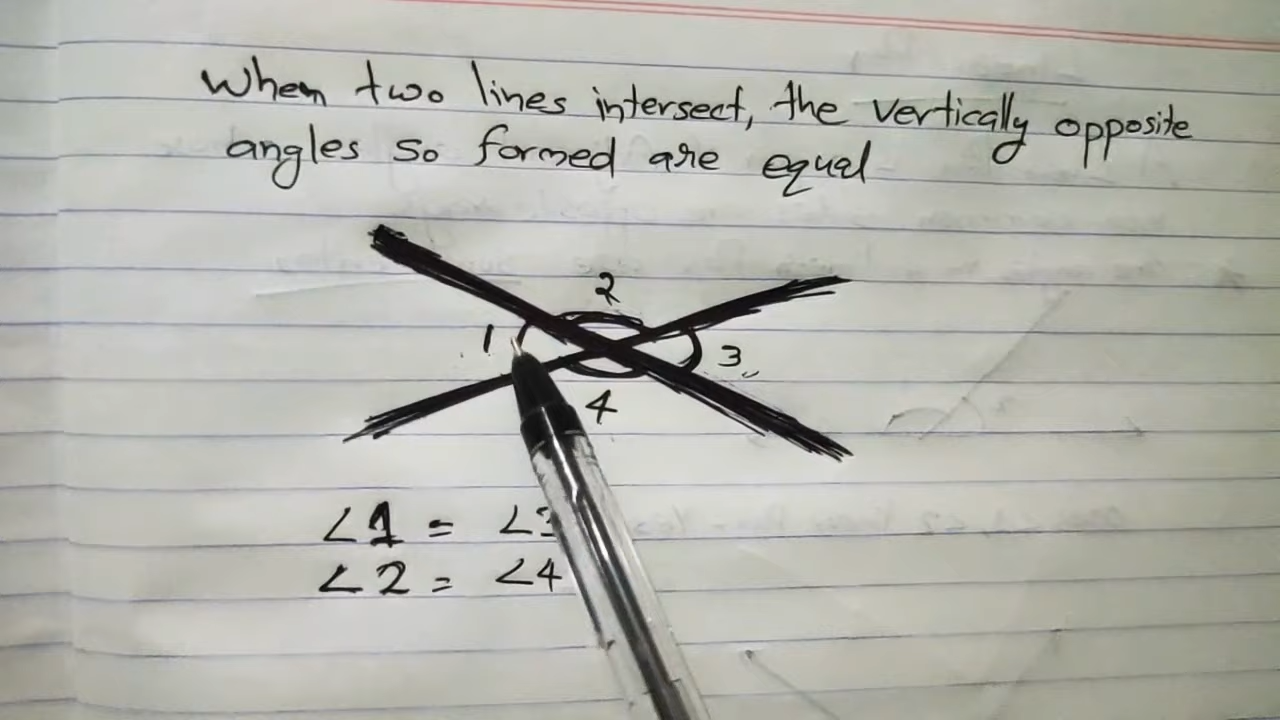 When two lines intersect, the vertically opposite
angles so formed are equal
2
1
3
4
∠1 = ∠3
∠2 = ∠4